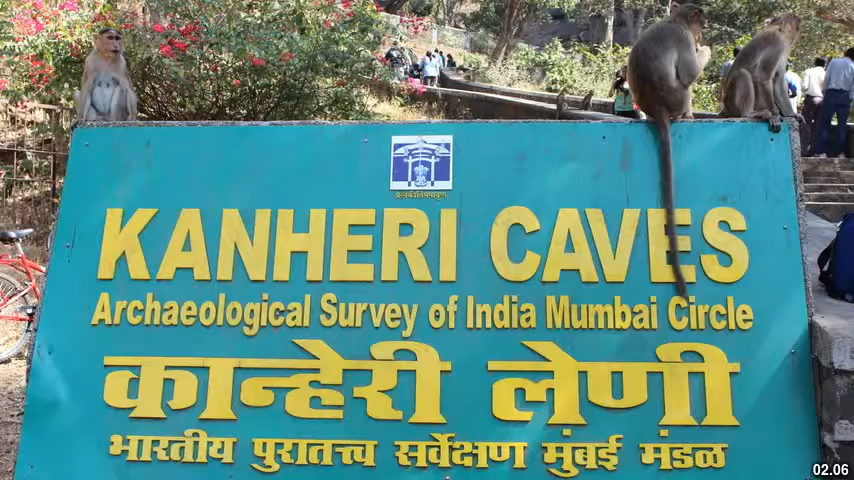 KANHERI CAVES
Archaeological Survey of India Mumbai Circle
कान्हेरी लेणी
भारतीय पुरातत्त्व सर्वेक्षण मुंबई मंडळ
02.06